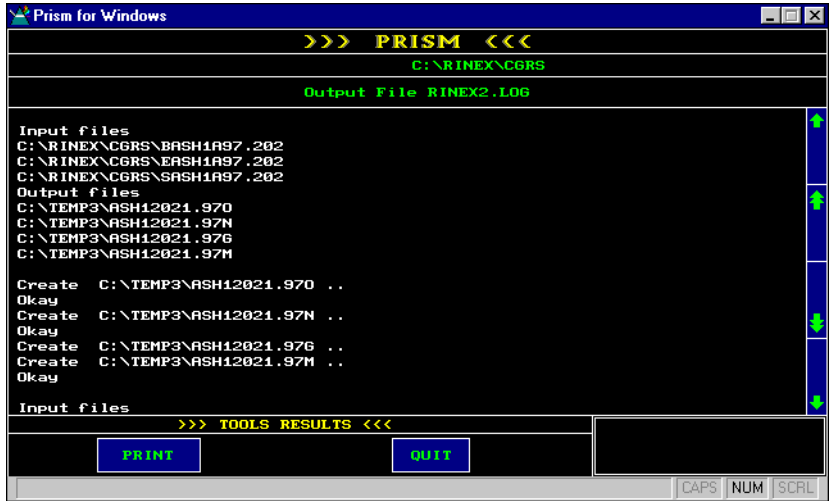 Prism for Windows
>>> PRISM <<<
C:\RINEX\CGRS
Output File RINEX2.LOG
Input files
C:\RINEX\CGRS\BASH1A97.202
C:\RINEX\CGRS\EASH1A97.202
C:\RINEX\CGRS\SASH1A97.202
Output files
C:\TEMP3\ASH12021.97O
C:\TEMP3\ASH12021.97N
C:\TEMP3\ASH12021.97G
C:\TEMP3\ASH12021.97M
Create  C:\TEMP3\ASH12021.97O ..
Okay
Create  C:\TEMP3\ASH12021.97N ..
Okay
Create  C:\TEMP3\ASH12021.97G ..
Create  C:\TEMP3\ASH12021.97M ..
Okay
Input files
>>> TOOLS RESULTS <<<
PRINT QUIT
CAPS NUM SCRL